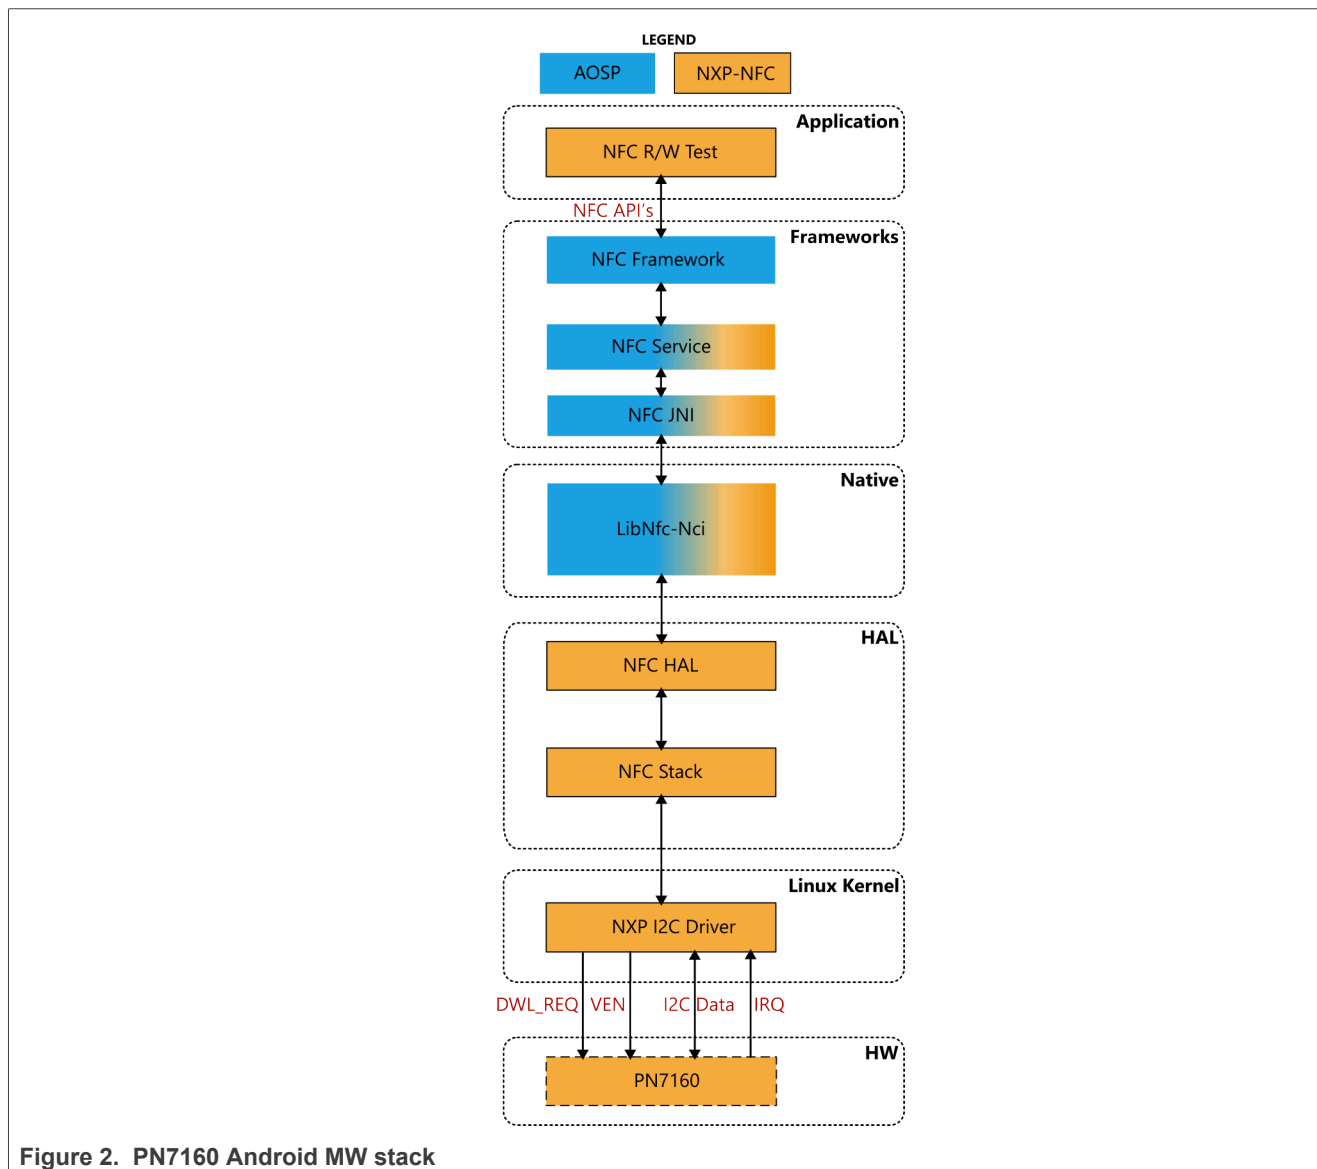 LEGEND
AOSP
NXP-NFC
Application
NFC R/W Test
NFC API's
Frameworks
NFC Framework
NFC Service
NFC JNI
Native
LibNfc-Nci
HAL
NFC HAL
NFC Stack
Linux Kernel
NXP I2C Driver
DWL_REQ VEN I2C Data IRQ
HW
PN7160
Figure 2. PN7160 Android MW stack